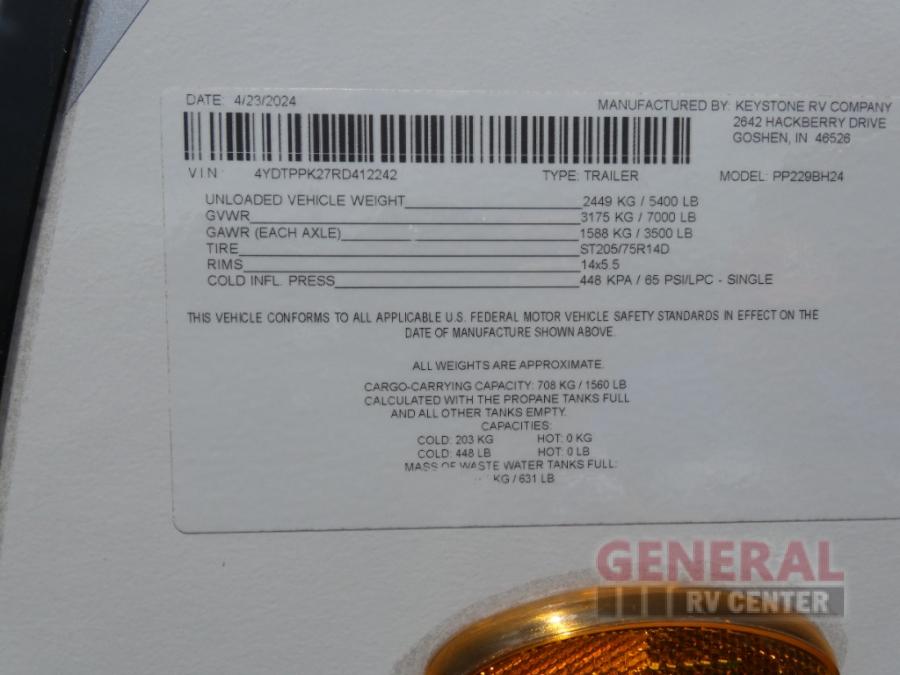 DATE: 4/23/2024
MANUFACTURED BY: KEYSTONE RV COMPANY
2642 HACKBERRY DRIVE
GOSHEN, IN 46526
VIN: 4YDTPPK27RD412242 TYPE: TRAILER MODEL: PP229BH24
UNLOADED VEHICLE WEIGHT 2449 KG / 5400 LB
GVWR 3175 KG / 7000 LB
GAWR (EACH AXLE) 1588 KG / 3500 LB
TIRE ST205/75R14D
RIMS 14x5.5
COLD INFL. PRESS 448 KPA / 65 PSI/LPC - SINGLE
THIS VEHICLE CONFORMS TO ALL APPLICABLE U.S. FEDERAL MOTOR VEHICLE SAFETY STANDARDS IN EFFECT ON THE
DATE OF MANUFACTURE SHOWN ABOVE.
ALL WEIGHTS ARE APPROXIMATE.
CARGO-CARRYING CAPACITY: 708 KG / 1560 LB
CALCULATED WITH THE PROPANE TANKS FULL
AND ALL OTHER TANKS EMPTY.
CAPACITIES:
COLD: 203 KG HOT: 0 KG
COLD: 448 LB HOT: 0 LB
MASS OF WASTE WATER TANKS FULL:
KG / 631 LB
GENERAL
RV CENTER